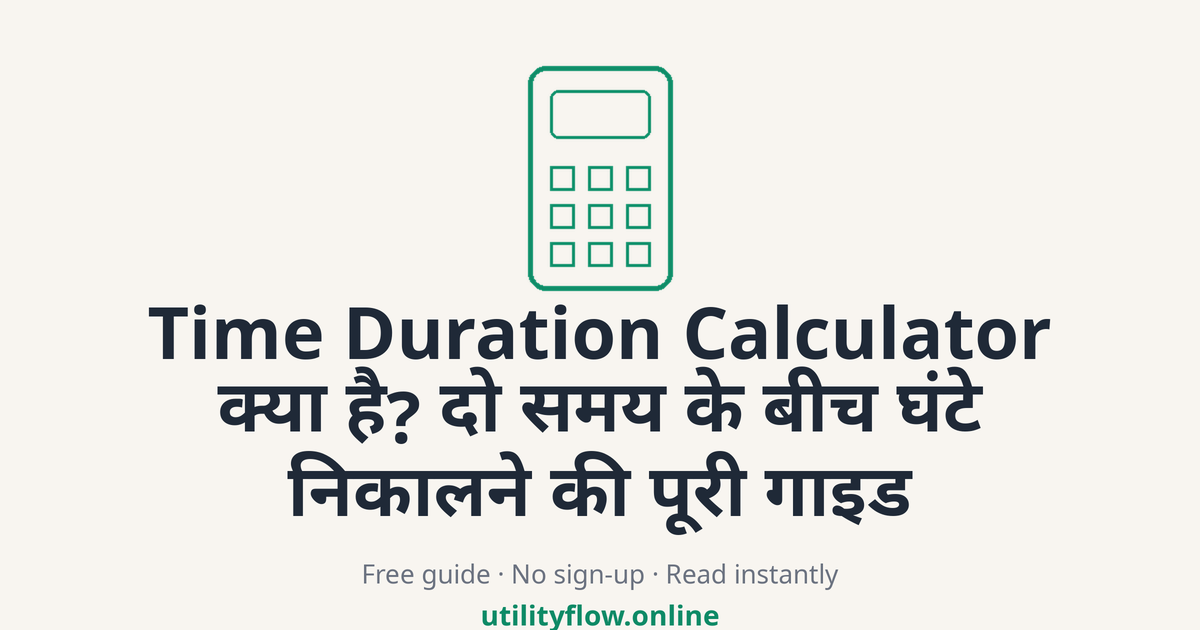 Time Duration Calculator
क्या है? दो समय के बीच घंटे
निकालने की पूरी गाइड
Free guide · No sign-up · Read instantly
utilityflow.online